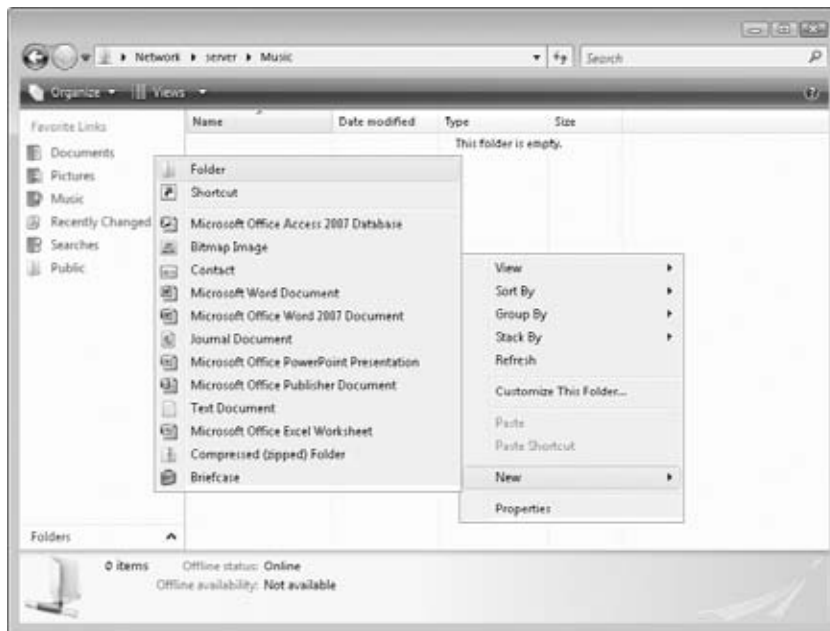 Network ▸ server ▸ Music
Search
Organize
Views
Favorite Links
Documents
Pictures
Music
Recently Changed
Searches
Public
Folders
Name Date modified Type Size
This folder is empty.
Folder
Shortcut
Microsoft Office Access 2007 Database
Bitmap Image
Contact
Microsoft Word Document
Microsoft Office Word 2007 Document
Journal Document
Microsoft Office PowerPoint Presentation
Microsoft Office Publisher Document
Text Document
Microsoft Office Excel Worksheet
Compressed (zipped) Folder
Briefcase
View
Sort By
Group By
Stack By
Refresh
Customize This Folder...
Paste
Paste Shortcut
New
Properties
0 items Offline status: Online
Offline availability: Not available